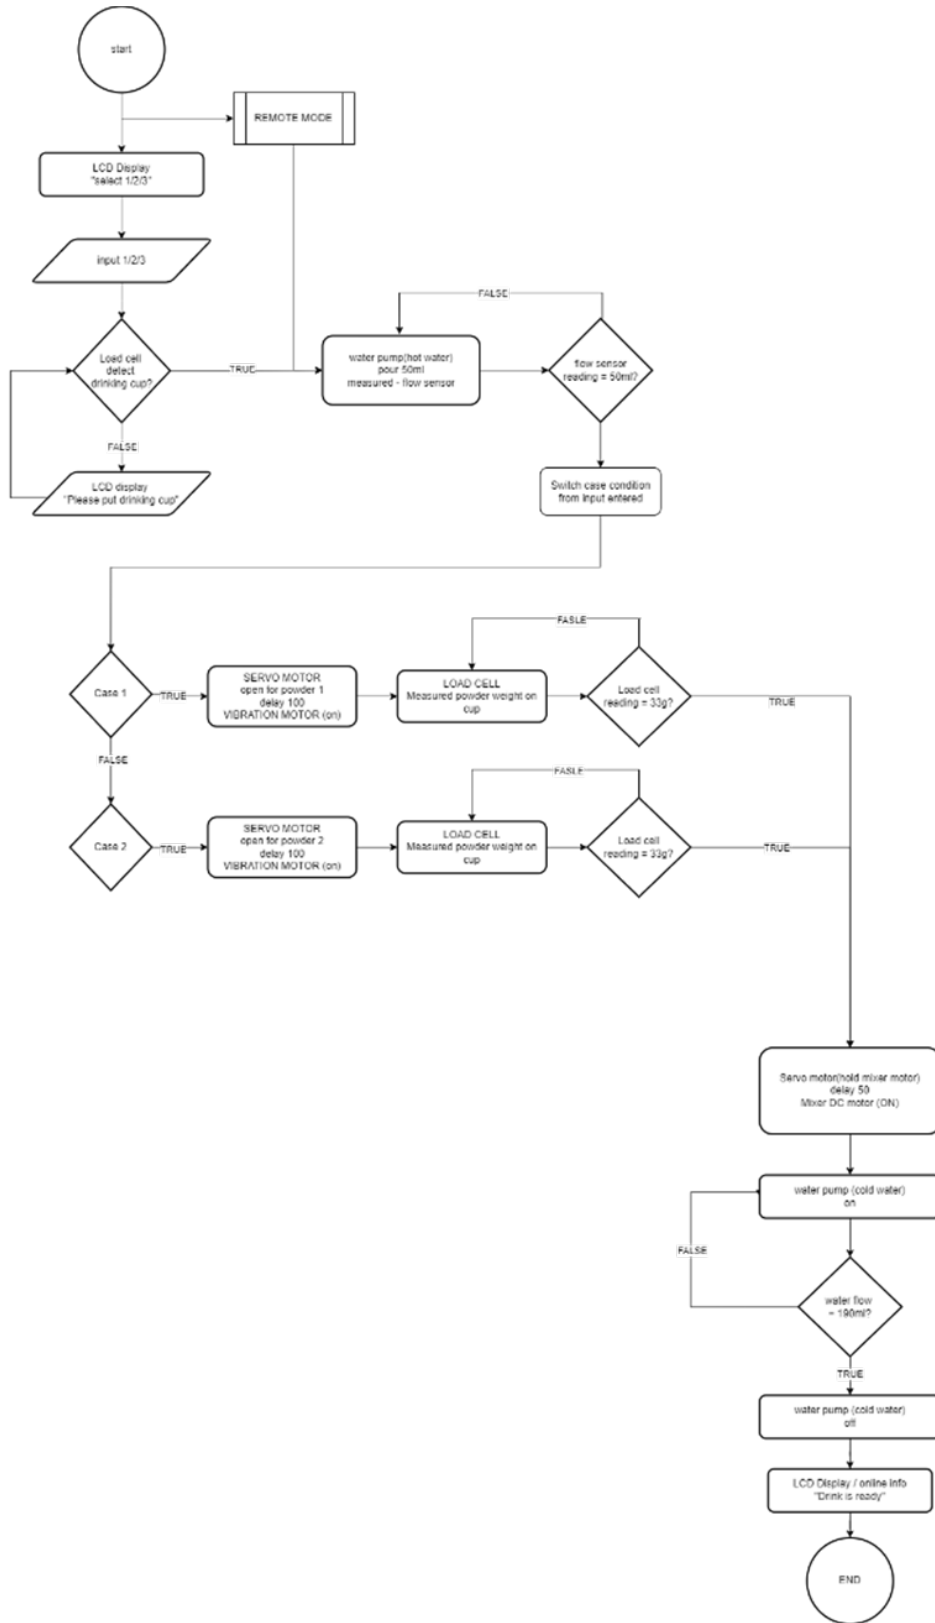 start
REMOTE MODE
LCD Display
"select 1/2/3"
input 1/2/3
Load cell
detect
drinking cup?
TRUE
FALSE
LCD display
"Please put drinking cup"
water pump(hot water)
pour 50ml
measured - flow sensor
FALSE
flow sensor
reading = 50ml?
Switch case condition
from input entered
Case 1
TRUE
SERVO MOTOR
open for powder 1
delay 100
VIBRATION MOTOR (on)
LOAD CELL
Measured powder weight on
cup
FASLE
Load cell
reading = 33g?
TRUE
FALSE
Case 2
TRUE
SERVO MOTOR
open for powder 2
delay 100
VIBRATION MOTOR (on)
LOAD CELL
Measured powder weight on
cup
FASLE
Load cell
reading = 33g?
TRUE
Servo motor(hold mixer motor)
delay 50
Mixer DC motor (ON)
water pump (cold water)
on
FALSE
water flow
= 190ml?
TRUE
water pump (cold water)
off
LCD Display / online info
"Drink is ready"
END